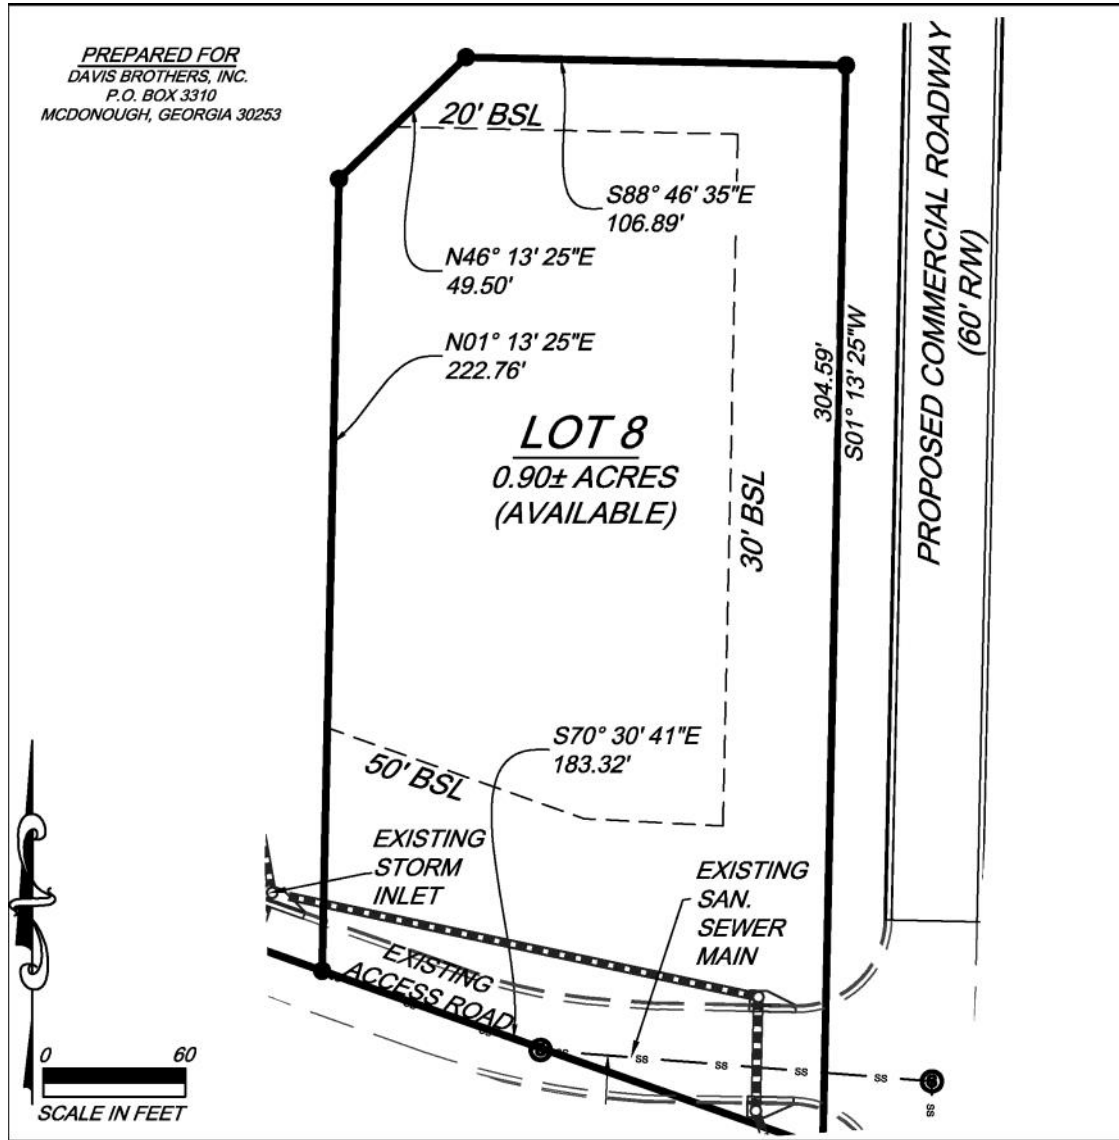 PREPARED FOR
DAVIS BROTHERS, INC.
P.O. BOX 3310
MCDONOUGH, GEORGIA 30253
20' BSL
S88° 46' 35"E
106.89'
N46° 13' 25"E
49.50'
N01° 13' 25"E
222.76'
LOT 8
0.90± ACRES
(AVAILABLE)
304.59'
S01° 13' 25"W
30' BSL
PROPOSED COMMERCIAL ROADWAY
(60' R/W)
S70° 30' 41"E
183.32'
50' BSL
EXISTING
STORM
INLET
EXISTING
SAN.
SEWER
MAIN
EXISTING
ACCESS ROAD
SS
SS
SS
SS
SS
SS
SS
SS
0 60
SCALE IN FEET